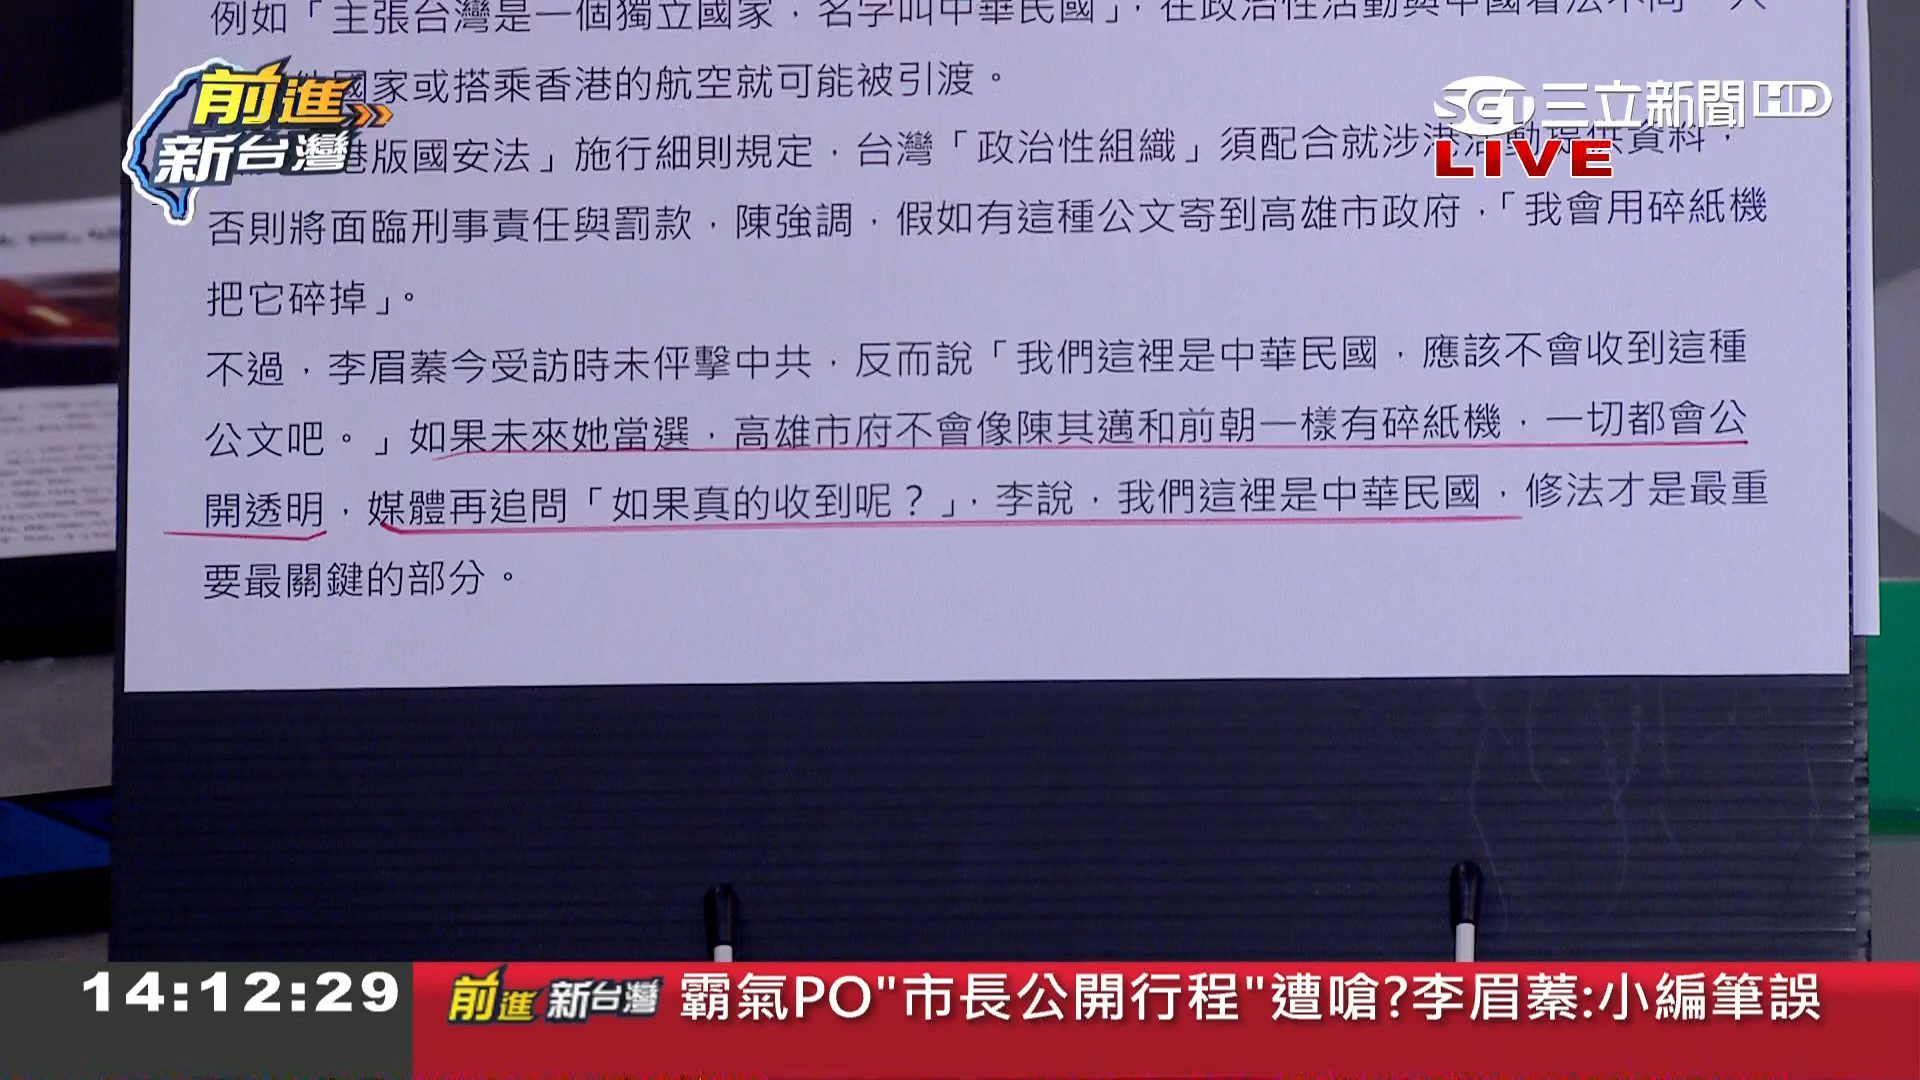 例如「主張台灣是一個獨立國家，名字叫中華民國」，在政治性活動與中國看法不同
國家或搭乘香港的航空就可能被引渡。
港版國安法」施行細則規定，台灣「政治性組織」須配合就涉港活動提供資料，
否則將面臨刑事責任與罰款，陳強調，假如有這種公文寄到高雄市政府，「我會用碎紙機
把它碎掉」。
不過，李眉蓁今受訪時未伻擊中共，反而說「我們這裡是中華民國，應該不會收到這種
公文吧。」如果未來她當選，高雄市府不會像陳其邁和前朝一樣有碎紙機，一切都會公
開透明，媒體再追問「如果真的收到呢？」，李說，我們這裡是中華民國，修法才是最重
要最關鍵的部分。
前進
新台灣
SET三立新聞HD
LIVE
14:12:29
前進新台灣
霸氣PO"市長公開行程"遭嗆?李眉蓁:小編筆誤